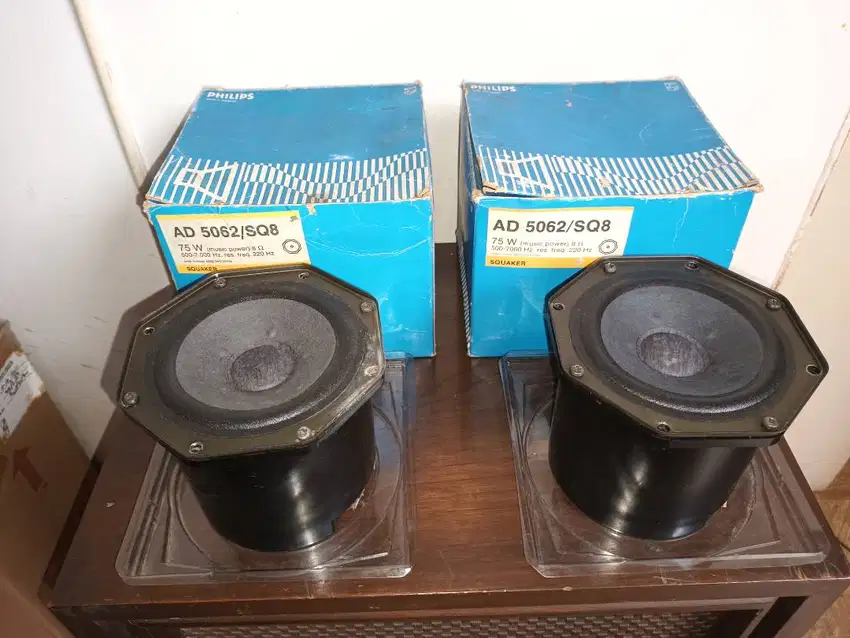 PHILIPS
AD 5062/SQ8
75 W (music power) 8 Ω
500-7.000 Hz. res. freq. 220 Hz
SQUAKER
PHILIPS
AD 5062/SQ8
75 W (music power) 8 Ω
500-7000 Hz. res. freq. 220 Hz
SQUAKER